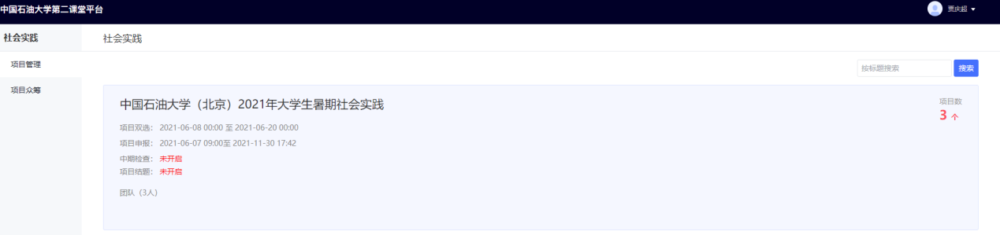 中国石油大学第二课堂平台
贾庆超
社会实践
社会实践
项目管理
项目众筹
按标题搜索
搜索
中国石油大学（北京）2021年大学生暑期社会实践
项目数
3 个
项目双选： 2021-06-08 00:00 至 2021-06-20 00:00
项目申报： 2021-06-07 09:00至 2021-11-30 17:42
中期检查： 未开启
项目结题： 未开启
团队（3人）